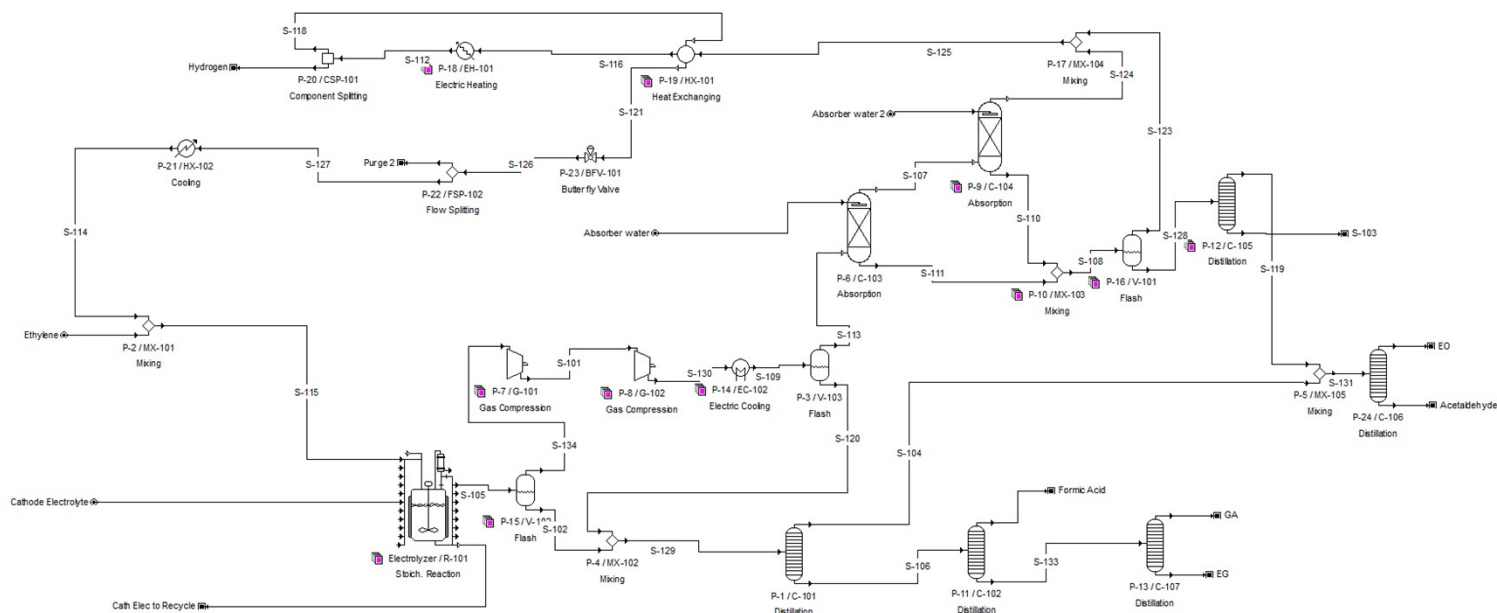 S-118
Hydrogen
P-20 / CSP-101
Component Splitting
S-112
P-18 / EH-101
Electric Heating
S-116
P-19 / HX-101
Heat Exchanging
S-125
P-17 / MX-104
Mixing
S-124
S-121
S-123
Absorber water 2
P-21 / HX-102
Cooling
S-127
Purge 2
P-22 / FSP-102
Flow Splitting
S-126
P-23 / BFV-101
Butterfly Valve
S-107
P-9 / C-104
Absorption
S-110
S-114
Absorber water
P-6 / C-103
Absorption
S-111
P-10 / MX-103
Mixing
S-108
P-16 / V-101
Flash
S-128
P-12 / C-105
Distillation
S-103
S-119
Ethylene
P-2 / MX-101
Mixing
S-115
P-7 / G-101
Gas Compression
S-101
P-8 / G-102
Gas Compression
S-130
P-14 / EC-102
Electric Cooling
S-109
S-113
P-3 / V-103
Flash
S-120
EO
P-5 / MX-105
Mixing
S-131
P-24 / C-106
Distillation
Acetaldehyde
S-134
S-104
Cathode Electrolyte
Electrolyzer / R-101
Stoich. Reaction
S-105
P-15 / V-102
Flash
S-102
P-4 / MX-102
Mixing
S-129
P-1 / C-101
Distillation
S-106
Formic Acid
P-11 / C-102
Distillation
S-133
GA
P-13 / C-107
Distillation
EG
Cath Elec to Recycle